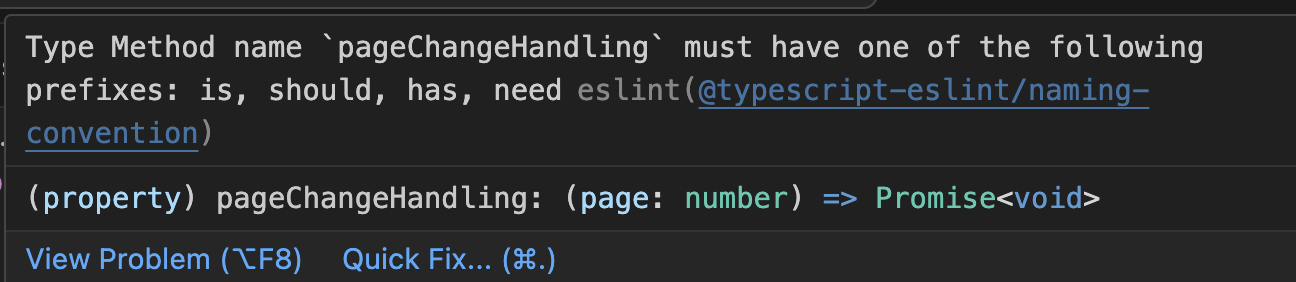 Type Method name `pageChangeHandling` must have one of the following
prefixes: is, should, has, need eslint(@typescript-eslint/naming-
convention)
(property) pageChangeHandling: (page: number) => Promise<void>
View Problem (⌥F8) Quick Fix... (⌘.)